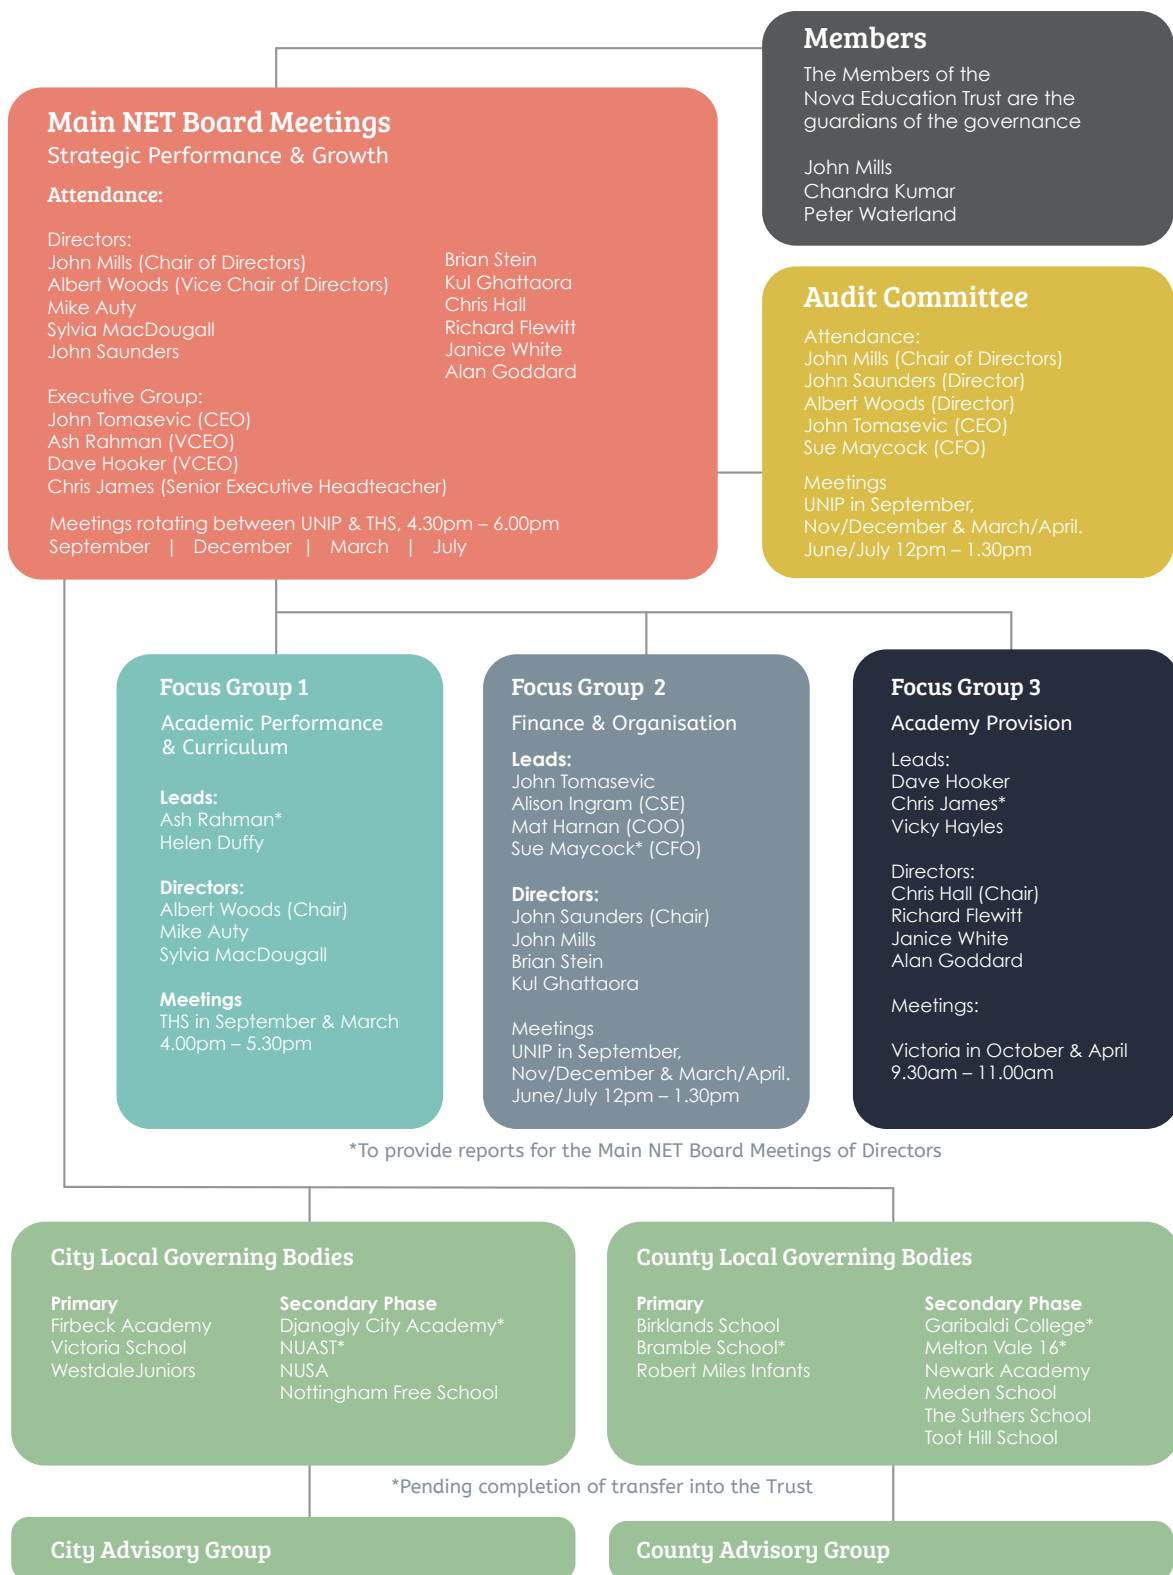 Members
The Members of the
Nova Education Trust are the
guardians of the governance
John Mills
Chandra Kumar
Peter Waterland
Main NET Board Meetings
Strategic Performance & Growth
Attendance:
Directors:
John Mills (Chair of Directors)
Albert Woods (Vice Chair of Directors)
Mike Auty
Sylvia MacDougall
John Saunders
Brian Stein
Kul Ghattaora
Chris Hall
Richard Flewitt
Janice White
Alan Goddard
Executive Group:
John Tomasevic (CEO)
Ash Rahman (VCEO)
Dave Hooker (VCEO)
Chris James (Senior Executive Headteacher)
Meetings rotating between UNIP & THS, 4.30pm – 6.00pm
September | December | March | July
Audit Committee
Attendance:
John Mills (Chair of Directors)
John Saunders (Director)
Albert Woods (Director)
John Tomasevic (CEO)
Sue Maycock (CFO)
Meetings
UNIP in September,
Nov/December & March/April.
June/July 12pm – 1.30pm
Focus Group 1
Academic Performance
& Curriculum
Leads:
Ash Rahman*
Helen Duffy
Directors:
Albert Woods (Chair)
Mike Auty
Sylvia MacDougall
Meetings
THS in September & March
4.00pm – 5.30pm
Focus Group 2
Finance & Organisation
Leads:
John Tomasevic
Alison Ingram (CSE)
Mat Harnan (COO)
Sue Maycock* (CFO)
Directors:
John Saunders (Chair)
John Mills
Brian Stein
Kul Ghattaora
Meetings
UNIP in September,
Nov/December & March/April.
June/July 12pm – 1.30pm
Focus Group 3
Academy Provision
Leads:
Dave Hooker
Chris James*
Vicky Hayles
Directors:
Chris Hall (Chair)
Richard Flewitt
Janice White
Alan Goddard
Meetings:
Victoria in October & April
9.30am – 11.00am
*To provide reports for the Main NET Board Meetings of Directors
City Local Governing Bodies
Primary
Firbeck Academy
Victoria School
WestdaleJuniors
Secondary Phase
Djanogly City Academy*
NUAST*
NUSA
Nottingham Free School
County Local Governing Bodies
Primary
Birklands School
Bramble School*
Robert Miles Infants
Secondary Phase
Garibaldi College*
Melton Vale 16*
Newark Academy
Meden School
The Suthers School
Toot Hill School
*Pending completion of transfer into the Trust
City Advisory Group
County Advisory Group